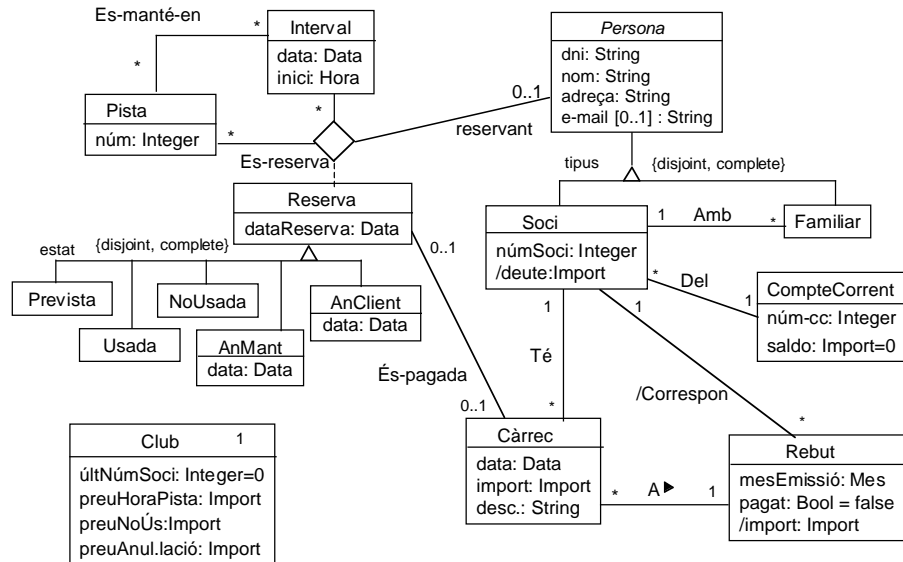 Es-manté-en
*
*
Interval
data: Data
inici: Hora
*
Pista
núm: Integer
*
Es-reserva
0..1
reservant
Persona
dni: String
nom: String
adreça: String
e-mail [0..1] : String
tipus
{disjoint, complete}
Reserva
dataReserva: Data
estat
{disjoint, complete}
Prevista
Usada
NoUsada
AnMant
data: Data
AnClient
data: Data
0..1
És-pagada
0..1
Soci
númSoci: Integer
/deute:Import
1
Amb
*
Familiar
*
Del
1
CompteCorrent
núm-cc: Integer
saldo: Import=0
1
Té
*
1
/Correspon
*
Club
1
últNúmSoci: Integer=0
preuHoraPista: Import
preuNoÚs:Import
preuAnul.lació: Import
Càrrec
data: Data
import: Import
desc.: String
*
A ▶
1
Rebut
mesEmissió: Mes
pagat: Bool = false
/import: Import